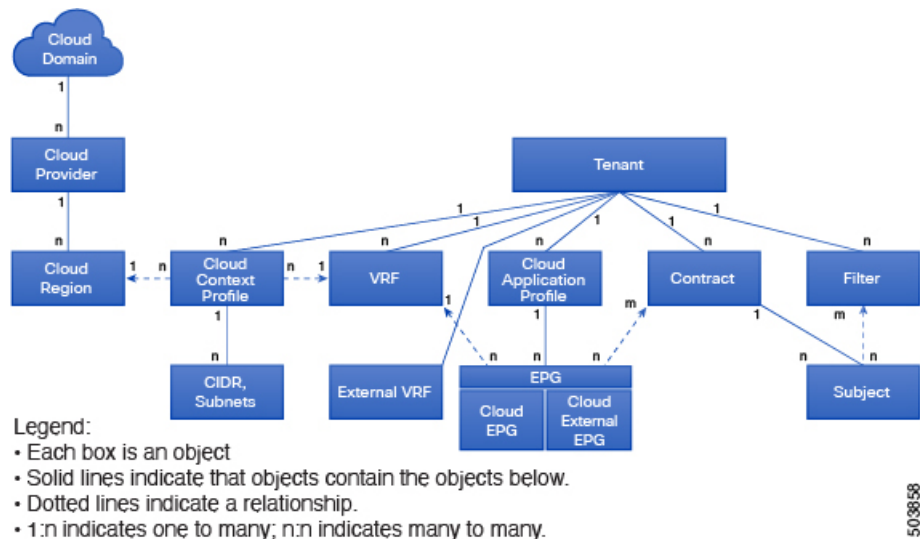 Cloud
Domain
1
n
Cloud
Provider
Tenant
1
1
1
1
1
1
n
n
n
n
n
n
Cloud
Region
1
n
Cloud
Context
Profile
n
1
VRF
Cloud
Application
Profile
Contract
Filter
1
1
m
1
m
1
n
n
n
n
n
n
CIDR,
Subnets
External VRF
EPG
Cloud
EPG
Cloud
External
EPG
Subject
Legend:
• Each box is an object
• Solid lines indicate that objects contain the objects below.
• Dotted lines indicate a relationship.
• 1:n indicates one to many; n:n indicates many to many.
503858